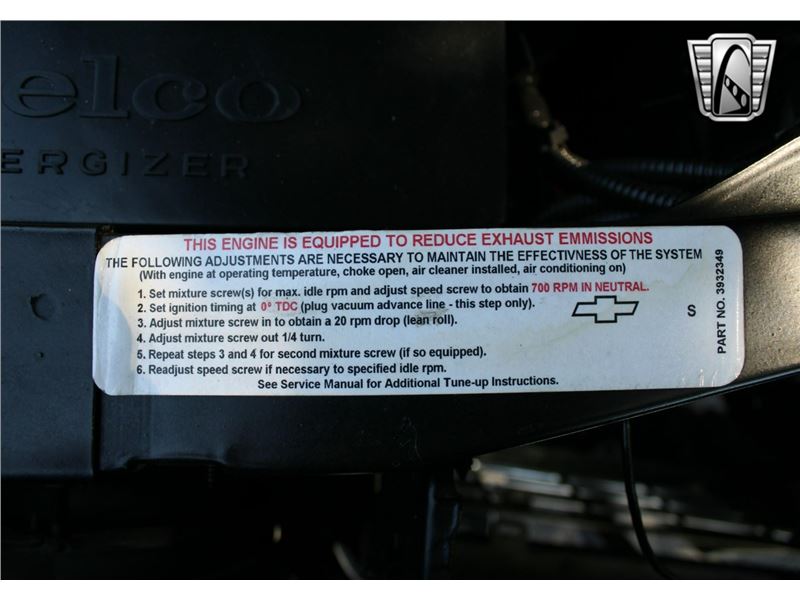 elco
ERGIZER
THIS ENGINE IS EQUIPPED TO REDUCE EXHAUST EMMISSIONS
THE FOLLOWING ADJUSTMENTS ARE NECESSARY TO MAINTAIN THE EFFECTIVNESS OF THE SYSTEM
(With engine at operating temperature, choke open, air cleaner installed, air conditioning on)
1. Set mixture screw(s) for max. idle rpm and adjust speed screw to obtain 700 RPM IN NEUTRAL.
2. Set ignition timing at 0° TDC (plug vacuum advance line - this step only).
3. Adjust mixture screw in to obtain a 20 rpm drop (lean roll).
4. Adjust mixture screw out 1/4 turn.
5. Repeat steps 3 and 4 for second mixture screw (if so equipped).
6. Readjust speed screw if necessary to specified idle rpm.
See Service Manual for Additional Tune-up Instructions.
S
PART NO. 3932349